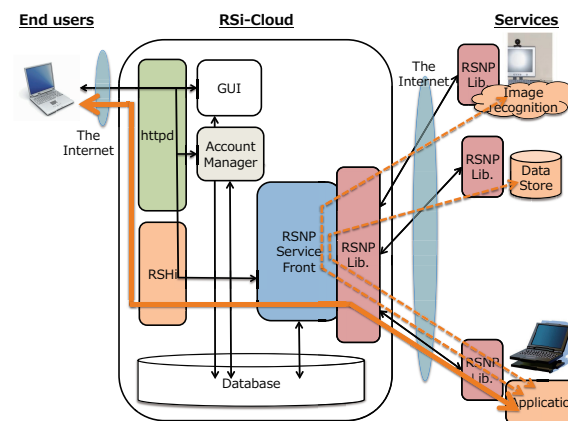 End users
RSi-Cloud
Services
The
Internet
httpd
GUI
Account
Manager
RSHi
RSNP
Service
Front
RSNP
Lib.
Database
The
Internet
RSNP
Lib.
Image
recognition
RSNP
Lib.
Data
Store
RSNP
Lib.
Application